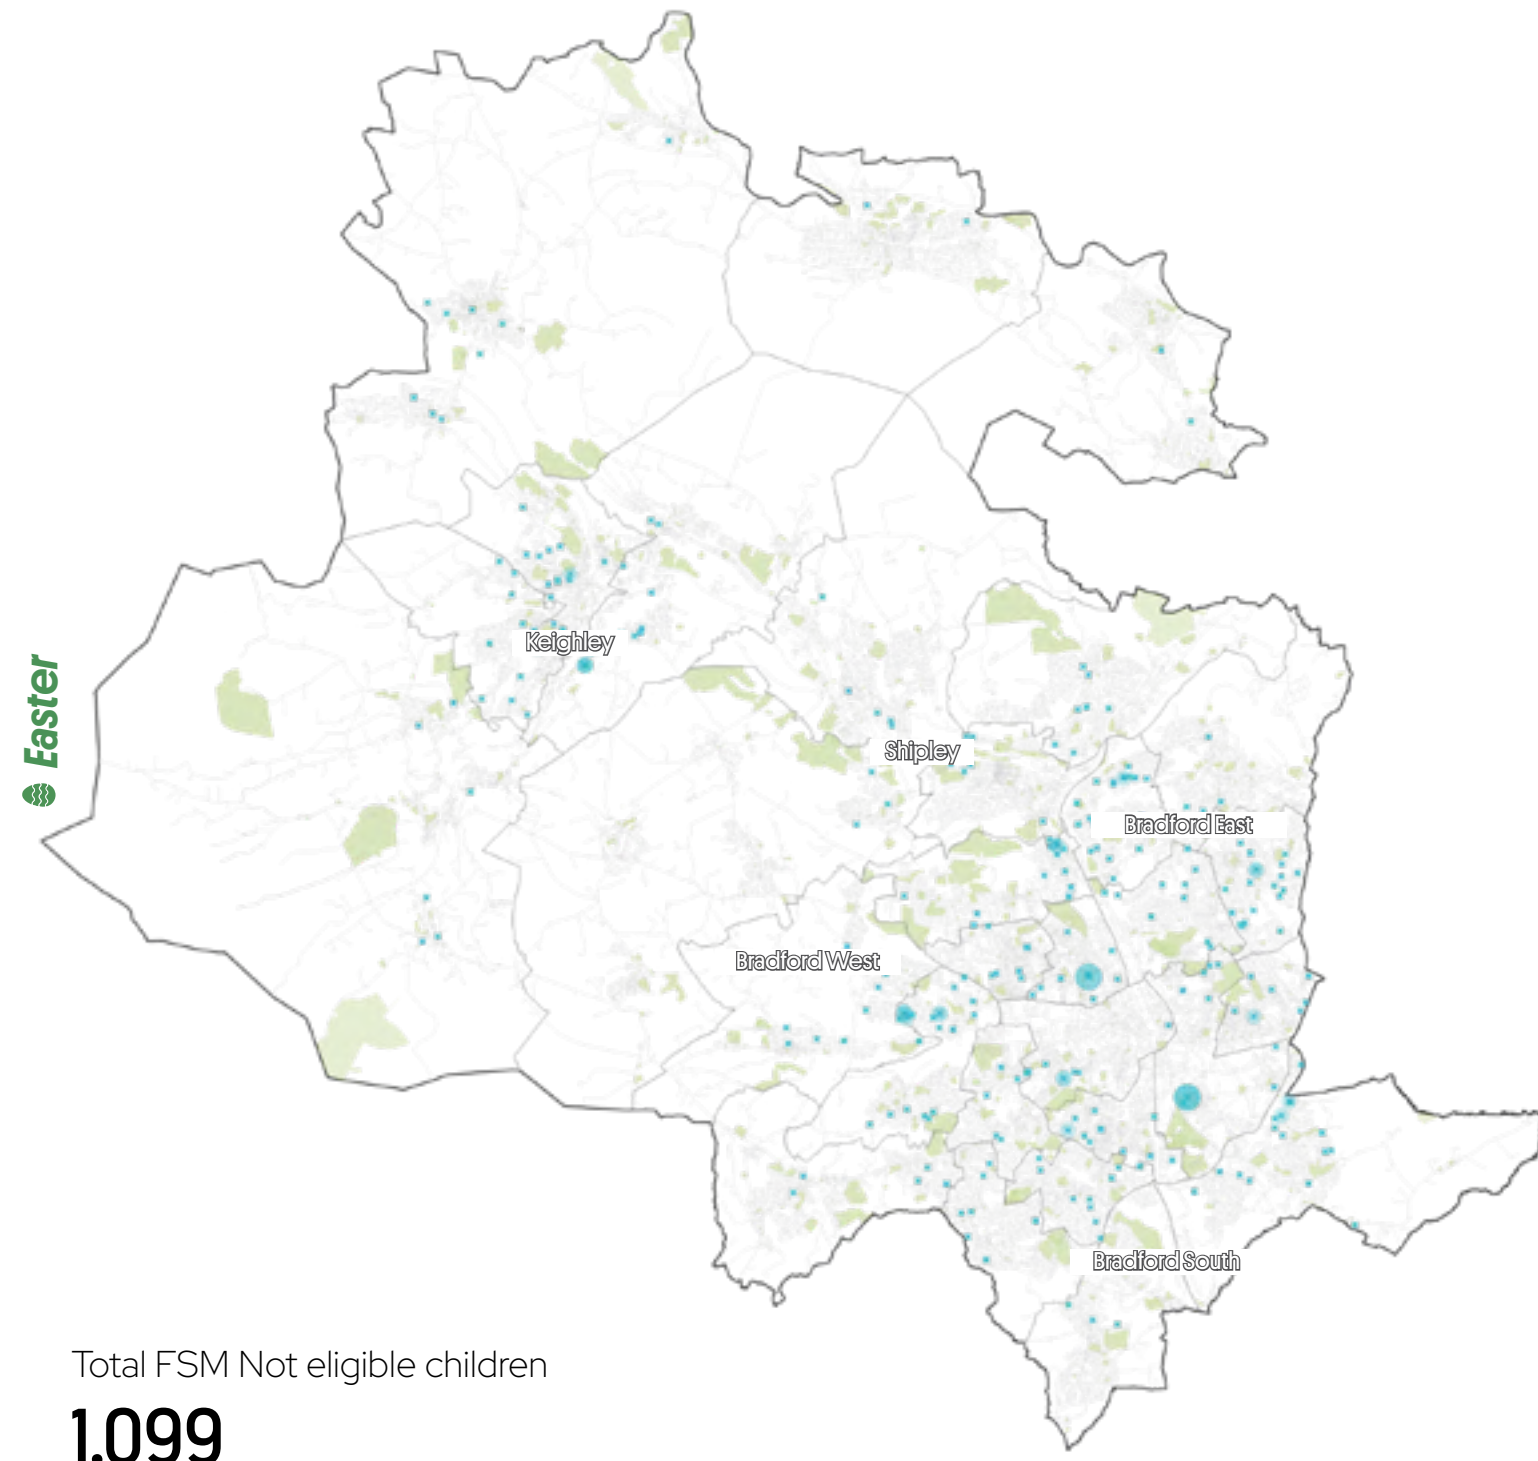 Easter
Keighley
Shipley
Bradford East
Bradford West
Bradford South
Total FSM Not eligible children
1,099